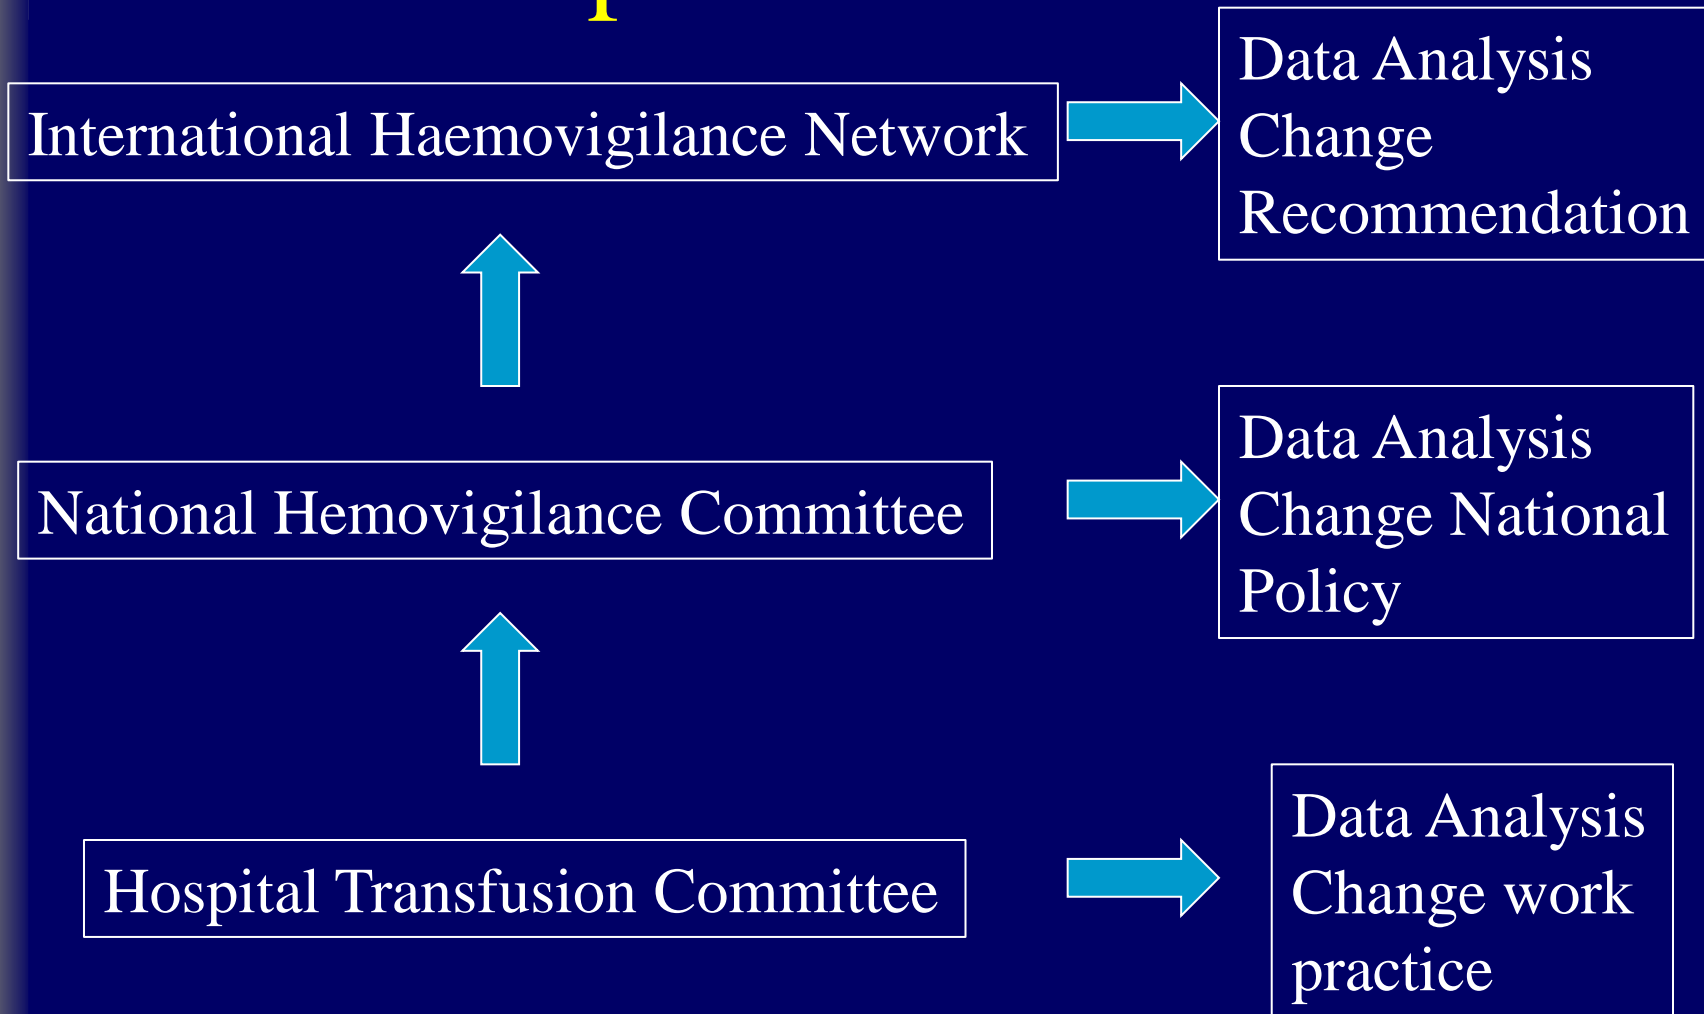 International Haemovigilance Network
Data Analysis
Change
Recommendation
National Hemovigilance Committee
Data Analysis
Change National
Policy
Hospital Transfusion Committee
Data Analysis
Change work
practice